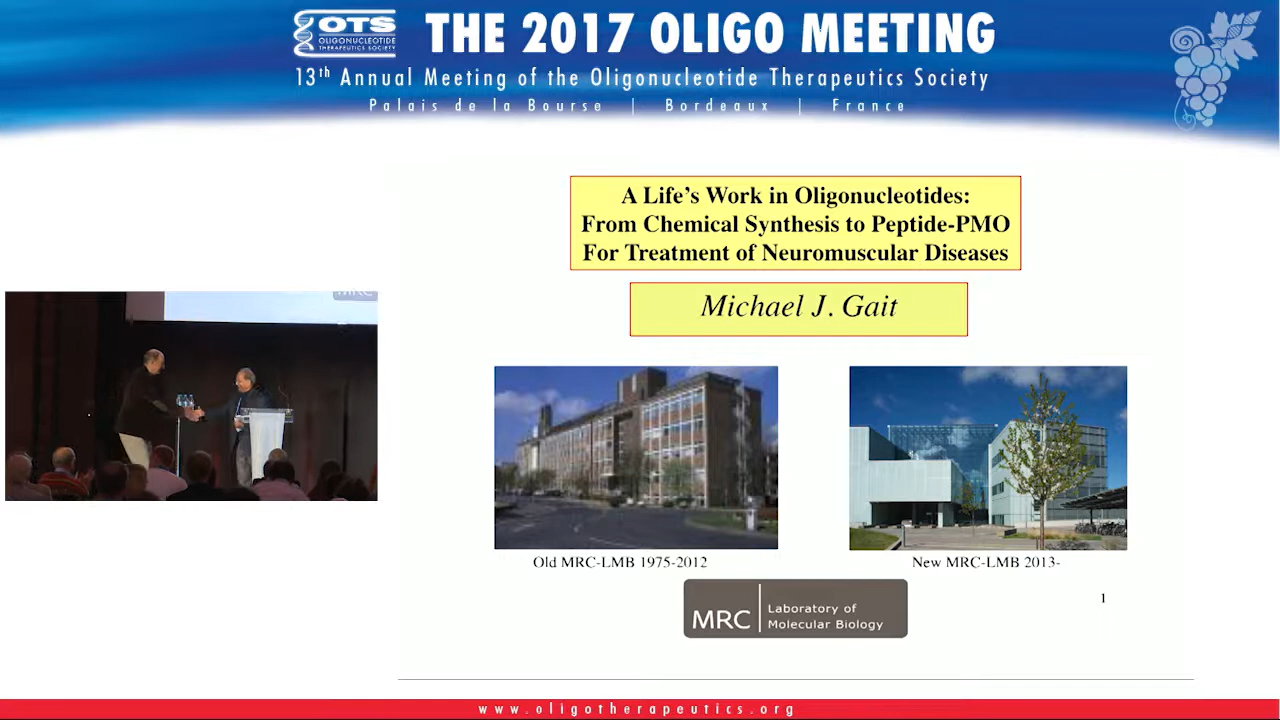 OTS
OLIGONUCLEOTIDE
THERAPEUTICS SOCIETY
THE 2017 OLIGO MEETING
13th Annual Meeting of the Oligonucleotide Therapeutics Society
Palais de la Bourse | Bordeaux | France
A Life's Work in Oligonucleotides:
From Chemical Synthesis to Peptide-PMO
For Treatment of Neuromuscular Diseases
Michael J. Gait
MRC
Old MRC-LMB 1975-2012
New MRC-LMB 2013-
MRC Laboratory of
Molecular Biology
1
www.oligotherapeutics.org